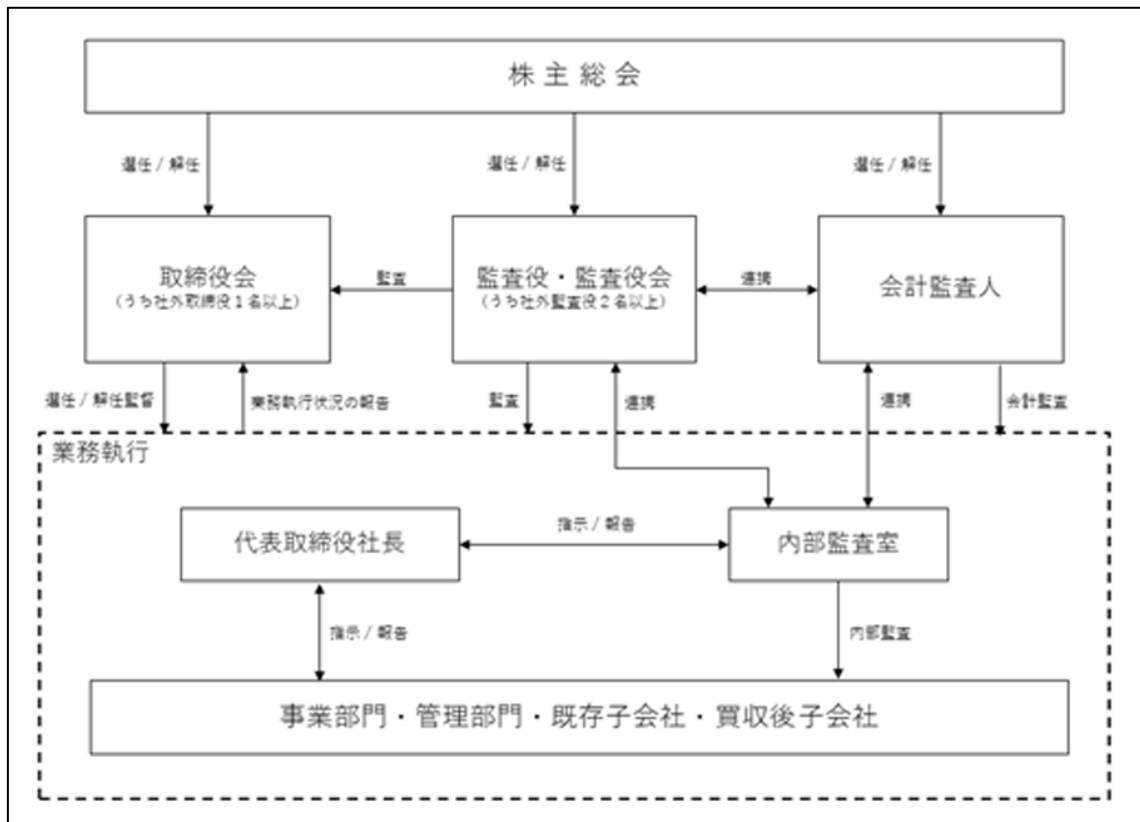 株主総会
選任 / 解任
選任 / 解任
選任 / 解任
取締役会
（うち社外取締役１名以上）
監査
監査役・監査役会
（うち社外監査役２名以上）
連携
会計監査人
選任 / 解任監督
業務執行状況の報告
監査
連携
連携
会計監査
業務執行
代表取締役社長
指示 / 報告
内部監査室
指示 / 報告
内部監査
事業部門・管理部門・既存子会社・買収後子会社